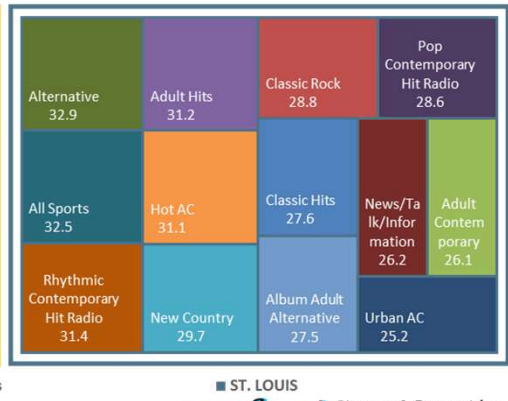 Alternative
32.9
Adult Hits
31.2
Classic Rock
28.8
Pop
Contemporary
Hit Radio
28.6
All Sports
32.5
Hot AC
31.1
Classic Hits
27.6
News/Ta
lk/Infor
mation
26.2
Adult
Contem
porary
26.1
Rhythmic
Contemporary
Hit Radio
31.4
New Country
29.7
Album Adult
Alternative
27.5
Urban AC
25.2
s
ST. LOUIS